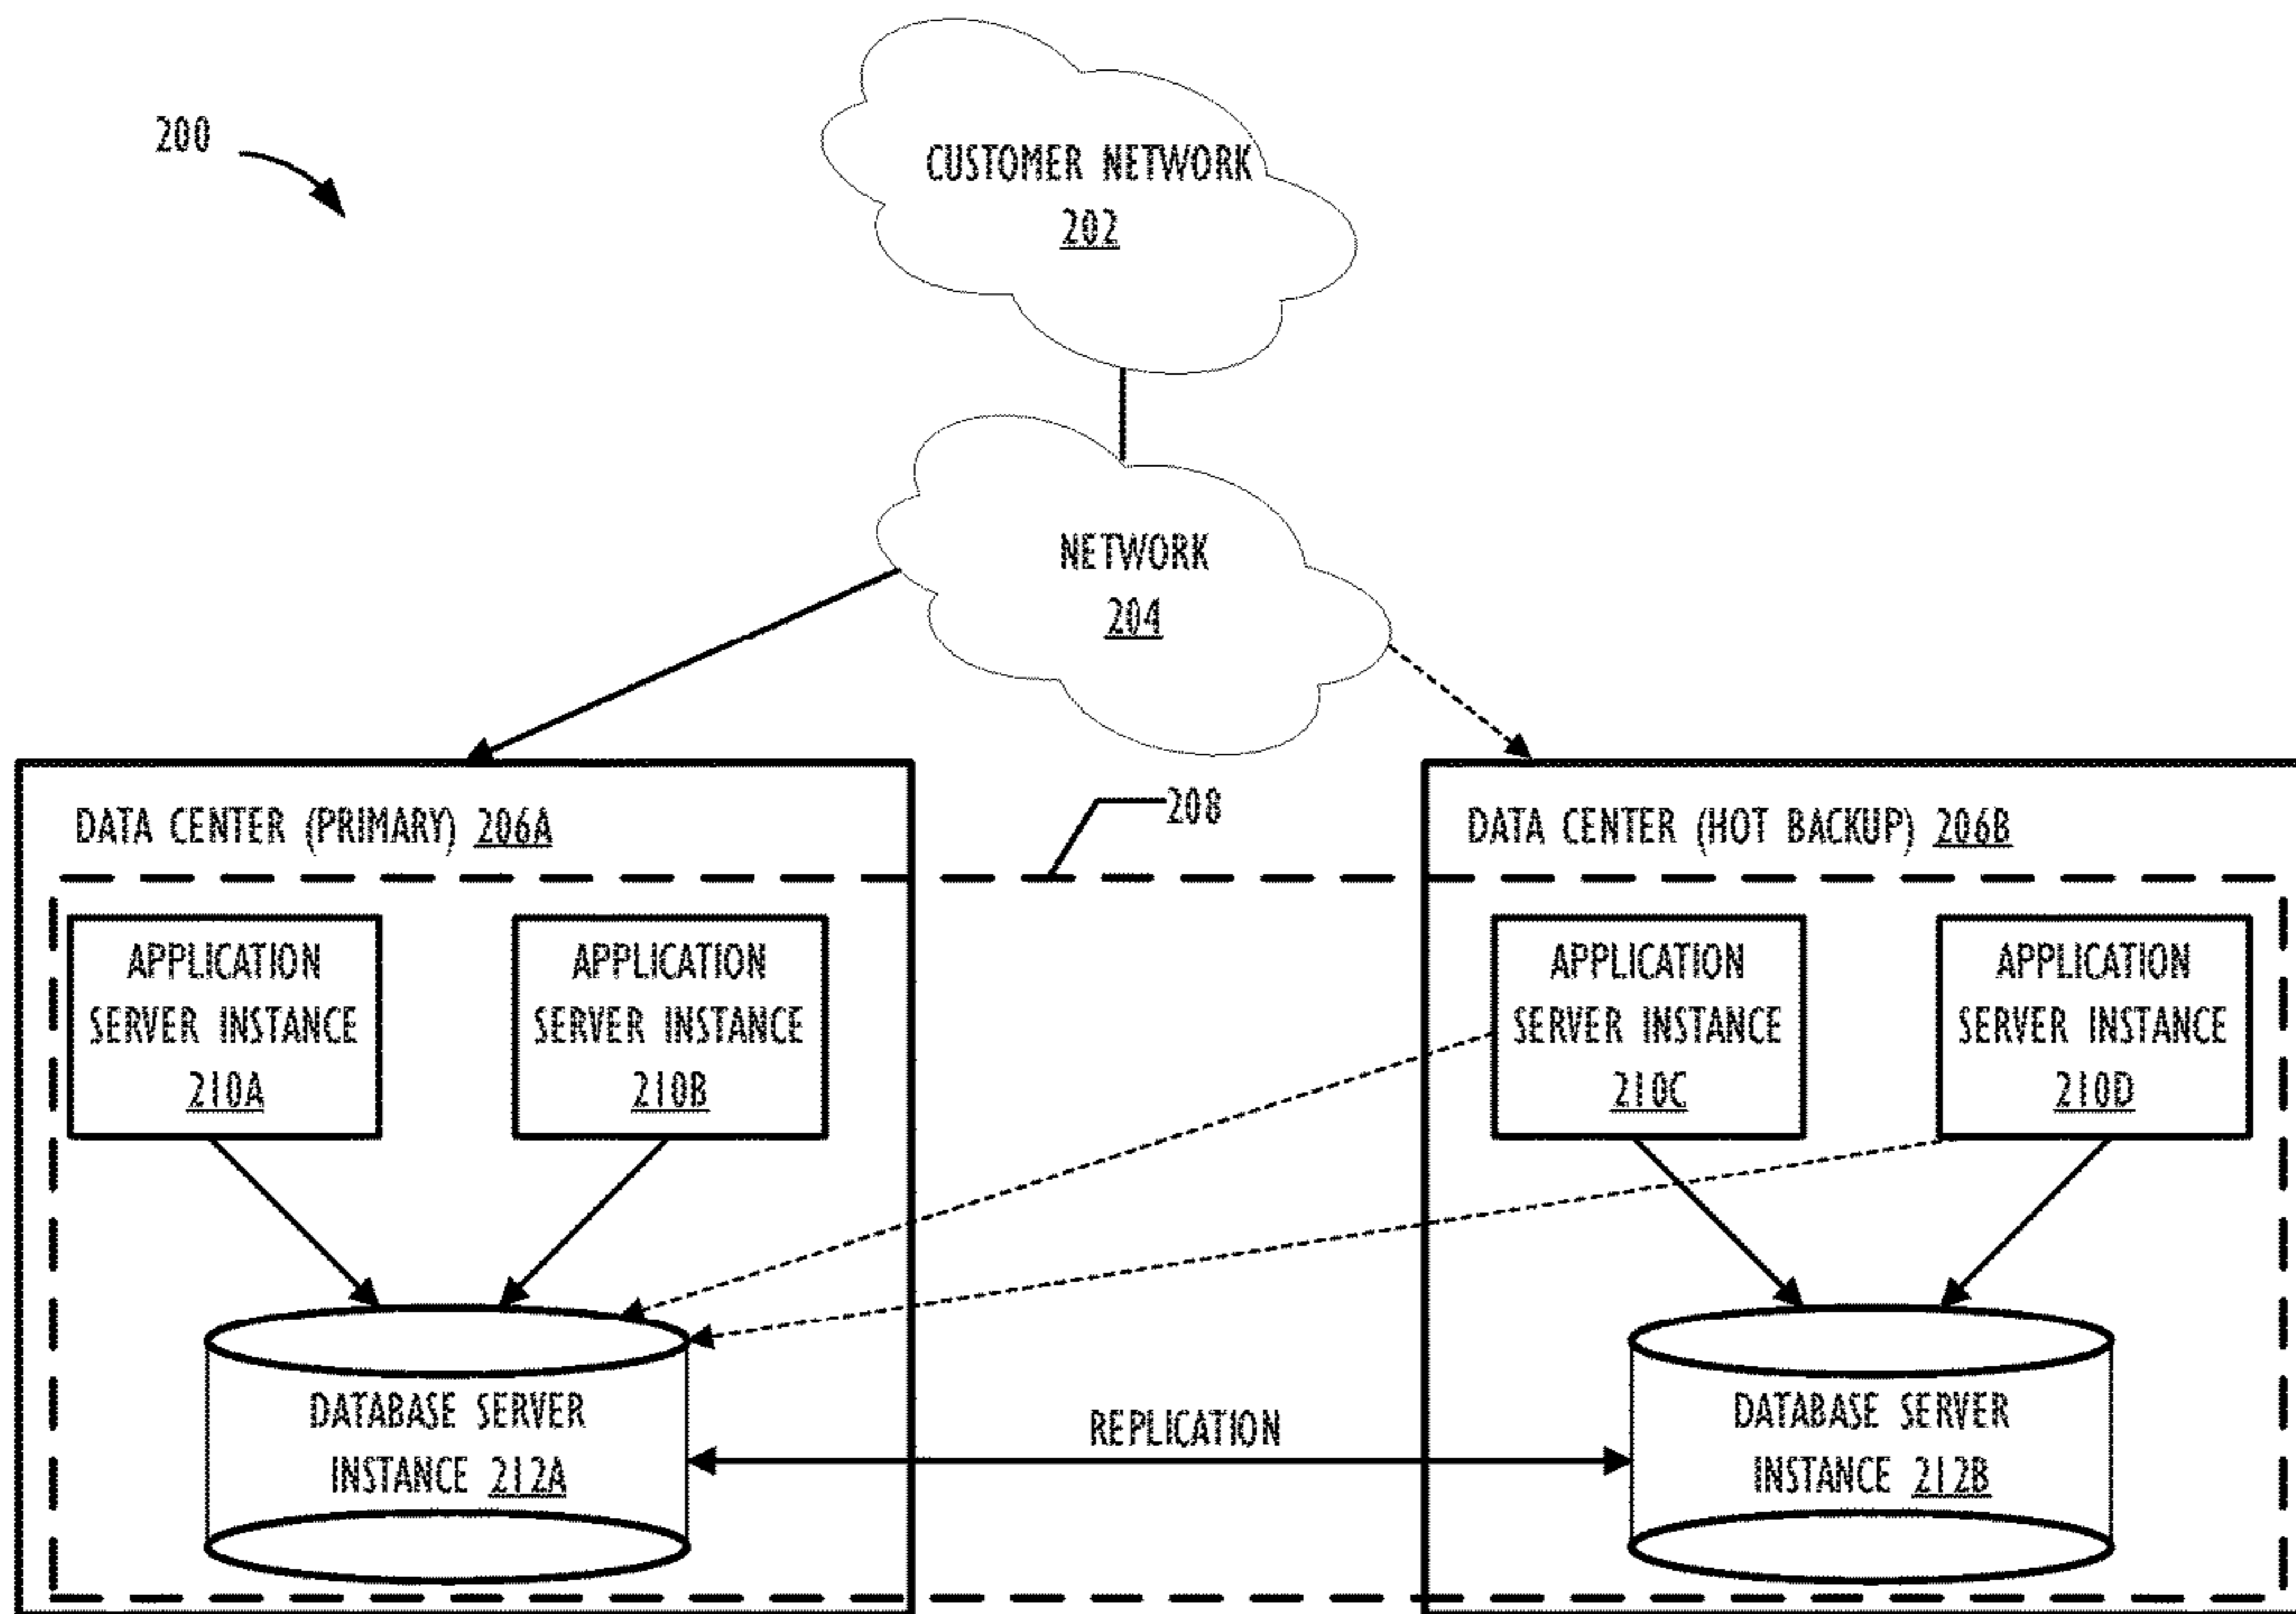 200
CUSTOMER NETWORK
202
NETWORK
204
208
DATA CENTER (PRIMARY) 206A
DATA CENTER (HOT BACKUP) 206B
APPLICATION
SERVER INSTANCE
210A
APPLICATION
SERVER INSTANCE
210B
APPLICATION
SERVER INSTANCE
210C
APPLICATION
SERVER INSTANCE
210D
DATABASE SERVER
INSTANCE 212A
REPLICATION
DATABASE SERVER
INSTANCE 212B